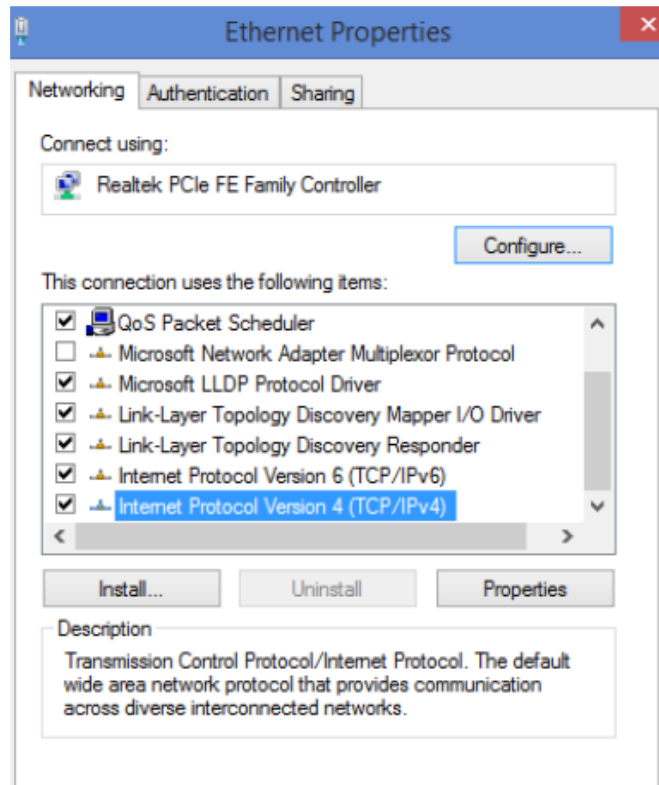 Ethernet Properties
Networking Authentication Sharing
Connect using:
Realtek PCIe FE Family Controller
Configure...
This connection uses the following items:
QoS Packet Scheduler
Microsoft Network Adapter Multiplexor Protocol
Microsoft LLDP Protocol Driver
Link-Layer Topology Discovery Mapper I/O Driver
Link-Layer Topology Discovery Responder
Internet Protocol Version 6 (TCP/IPv6)
Internet Protocol Version 4 (TCP/IPv4)
Install... Uninstall Properties
Description
Transmission Control Protocol/Internet Protocol. The default
wide area network protocol that provides communication
across diverse interconnected networks.